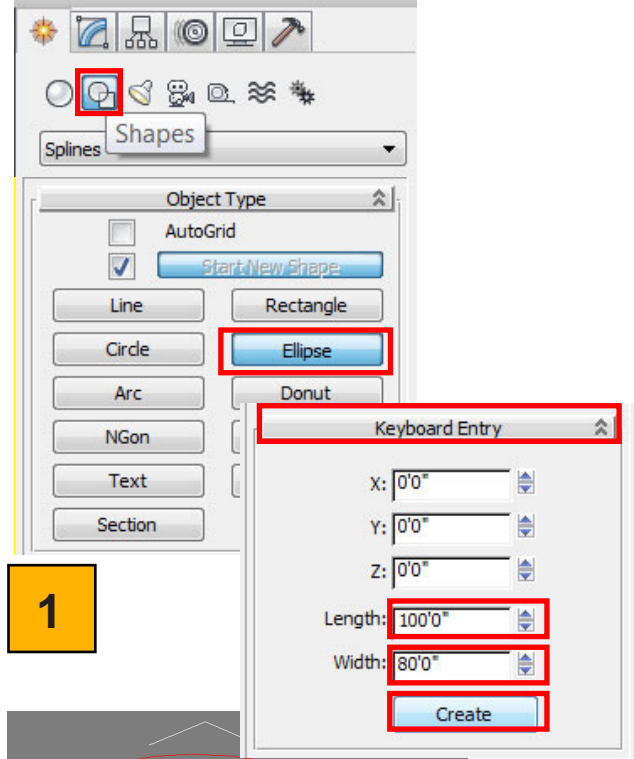 Shapes
Splines
Object Type
AutoGrid
Start New Shape
Line
Rectangle
Circle
Ellipse
Arc
Donut
NGon
Text
Section
Keyboard Entry
X: 0'0"
Y: 0'0"
Z: 0'0"
Length: 100'0"
Width: 80'0"
Create
1